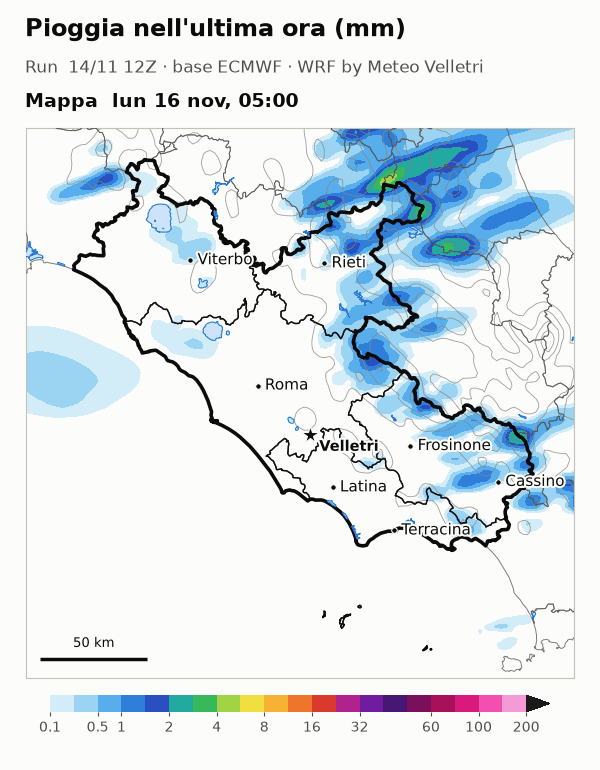 Pioggia nell'ultima ora (mm)
Run  14/11 12Z · base ECMWF · WRF by Meteo Velletri
Mappa  lun 16 nov, 05:00
Viterbo
Rieti
Roma
Velletri
Frosinone
Cassino
Latina
Terracina
50 km
0.1 0.5 1 2 4 8 16 32 60 100 200